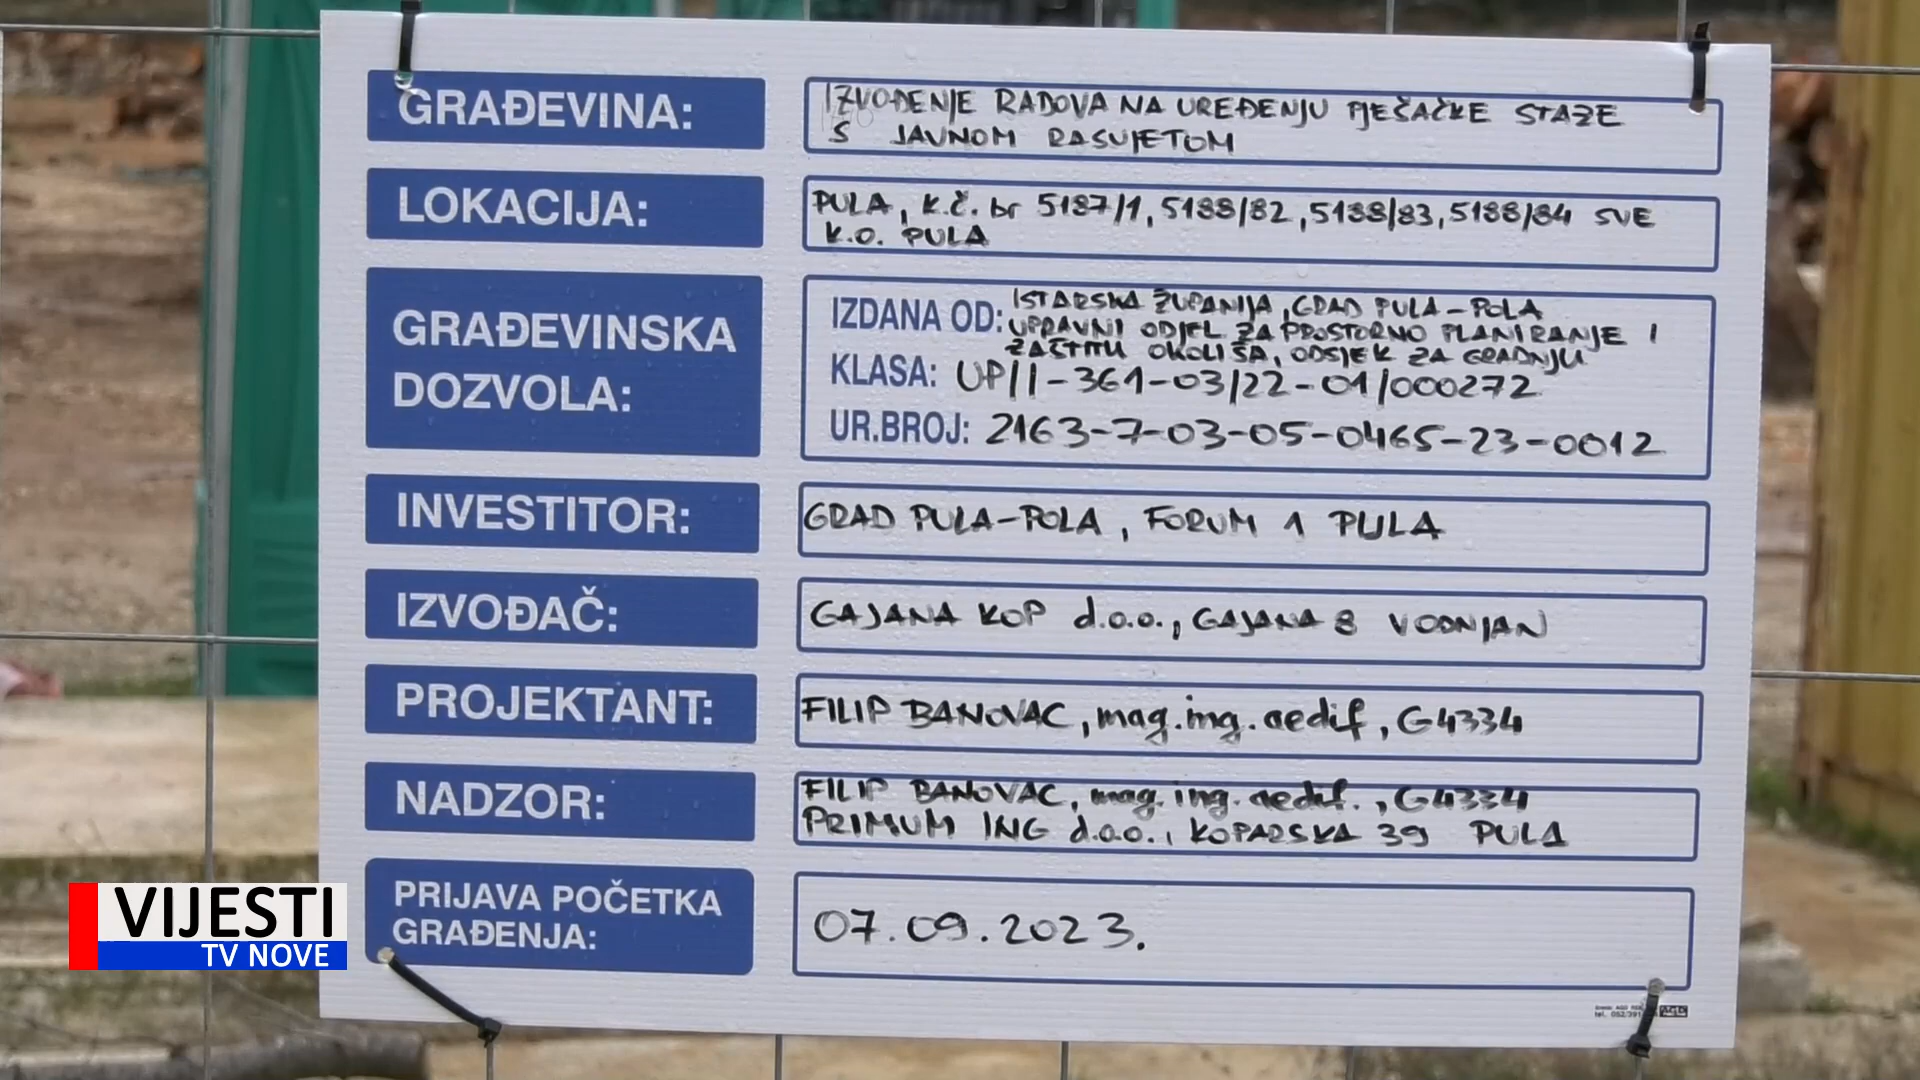 GRAĐEVINA:
IZVOĐENJE RADOVA NA UREĐENJU PJEŠAČKE STAZE
S JAVNOM RASVJETOM
LOKACIJA:
PULA, K.Č. br 5187/1, 5188/82, 5188/83, 5188/84 SVE
K.O. PULA
GRAĐEVINSKA
DOZVOLA:
IZDANA OD: ISTARSKA ŽUPANIJA, GRAD PULA-POLA
UPRAVNI ODJEL ZA PROSTORNO PLANIRANJE I
ZAŠTITU OKOLIŠA, ODSJEK ZA GRADNJU
KLASA: UP/I-361-03/22-01/000272
UR.BROJ: 2163-7-03-05-0465-23-0012
INVESTITOR:
GRAD PULA-POLA, FORUM 1 PULA
IZVOĐAČ:
GAJANA KOP d.o.o., GAJANA 8 VODNJAN
PROJEKTANT:
FILIP BANOVAC, mag.ing.aedif, G4334
NADZOR:
FILIP BANOVAC, mag.ing.aedif., G4334
PRIMUM ING d.o.o., KOPARSKA 39 PULA
PRIJAVA POČETKA
GRAĐENJA:
07.09.2023.
VIJESTI
TV NOVE